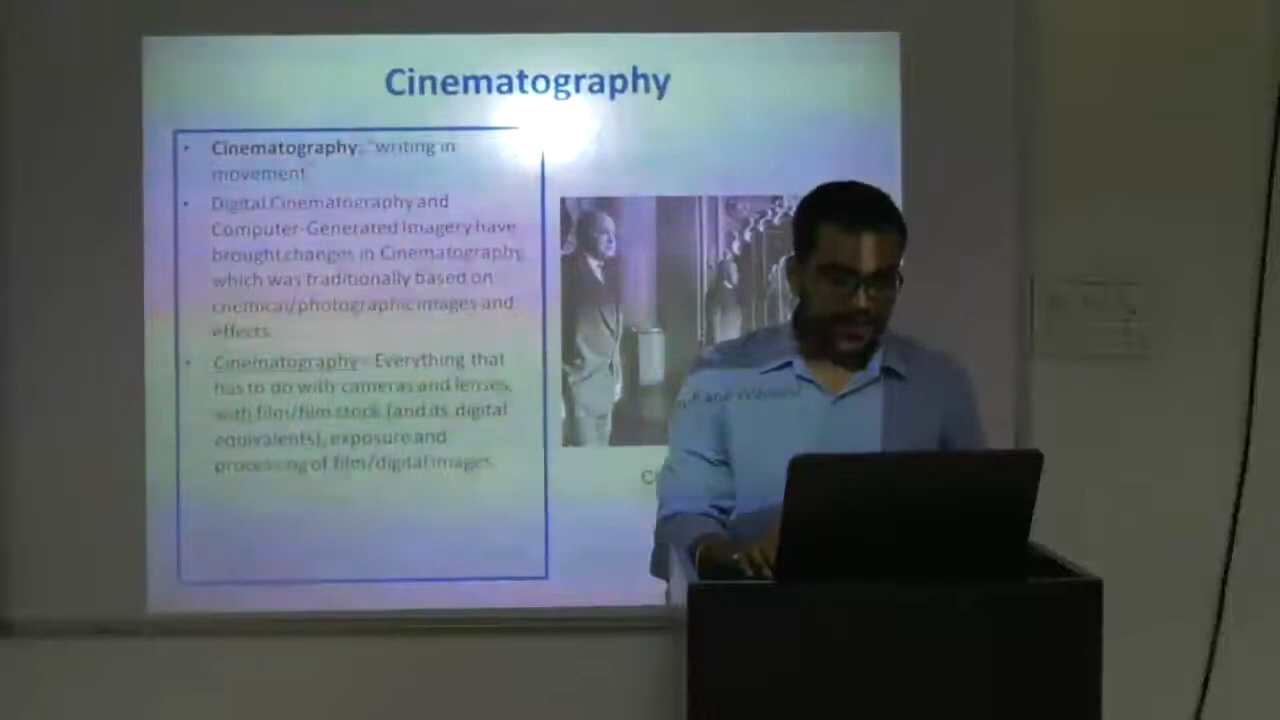 Cinematography
• Cinematography: "writing in
movement
• Digital Cinematography and
Computer-Generated Imagery have
brought changes in Cinematography,
which was traditionally based on
chemical/photographic images and
effects.
• Cinematography - Everything that
has to do with cameras and lenses,
with film/film stock (and its digital
equivalents), exposure and
processing of film/digital images.